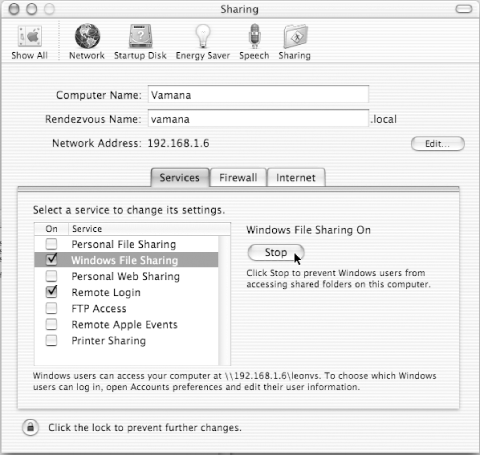 Sharing
Show All Network Startup Disk Energy Saver Speech Sharing
Computer Name: Vamana
Rendezvous Name: vamana .local
Network Address: 192.168.1.6 Edit...
Services Firewall Internet
Select a service to change its settings.
On Service
Personal File Sharing
Windows File Sharing
Personal Web Sharing
Remote Login
FTP Access
Remote Apple Events
Printer Sharing
Windows File Sharing On
Stop
Click Stop to prevent Windows users from
accessing shared folders on this computer.
Windows users can access your computer at \\192.168.1.6\leonvs. To choose which Windows
users can log in, open Accounts preferences and edit their user information.
Click the lock to prevent further changes.